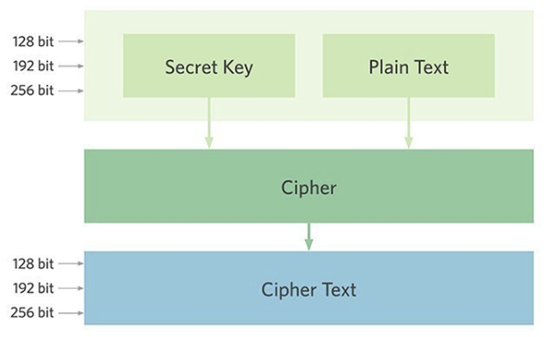 128 bit
192 bit
256 bit
Secret Key
Plain Text
Cipher
128 bit
192 bit
256 bit
Cipher Text